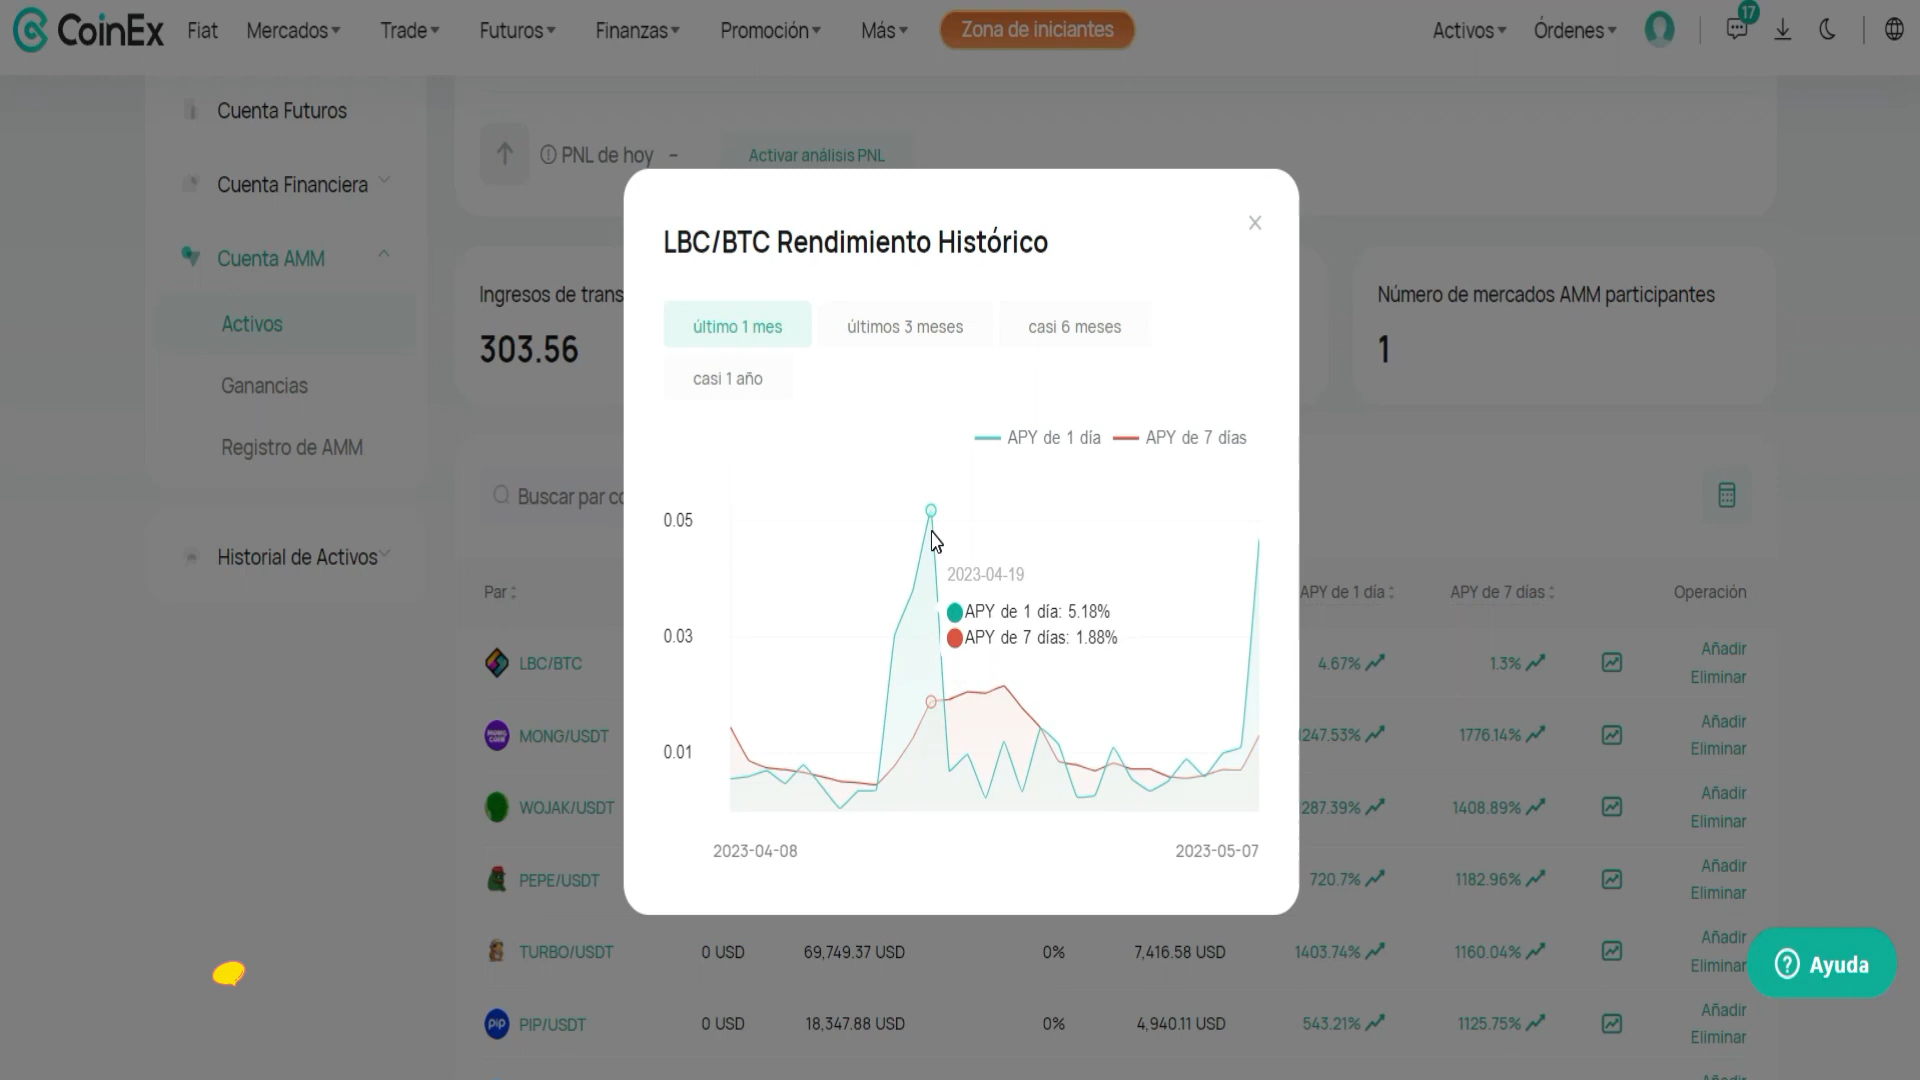 CoinEx Fiat Mercados Trade Futuros Finanzas Promoción Más Zona de iniciantes Activos Órdenes 17
Cuenta Futuros
PNL de hoy – Activar análisis PNL
Cuenta Financiera
LBC/BTC Rendimiento Histórico
Cuenta AMM
Ingresos de trans
Número de mercados AMM participantes
Activos
último 1 mes últimos 3 meses casi 6 meses
303.56
1
casi 1 año
Ganancias
APY de 1 día APY de 7 días
Registro de AMM
Buscar por co
0.05
Historial de Activos
2023-04-19
Par APY de 1 día APY de 7 días Operación
APY de 1 día: 5.18%
0.03
APY de 7 días: 1.88%
LBC/BTC 4.67% 1.3% Añadir
Eliminar
MONG/USDT 247.53% 1776.14% Añadir
Eliminar
0.01
WOJAK/USDT 287.39% 1408.89% Añadir
Eliminar
2023-04-08 2023-05-07
PEPE/USDT 720.7% 1182.96% Añadir
Eliminar
TURBO/USDT 0 USD 69,749.37 USD 0% 7,416.58 USD 1403.74% 1160.04% Añadir
Eliminar
Ayuda
pip PIP/USDT 0 USD 18,347.88 USD 0% 4,940.11 USD 543.21% 1125.75% Añadir
Eliminar